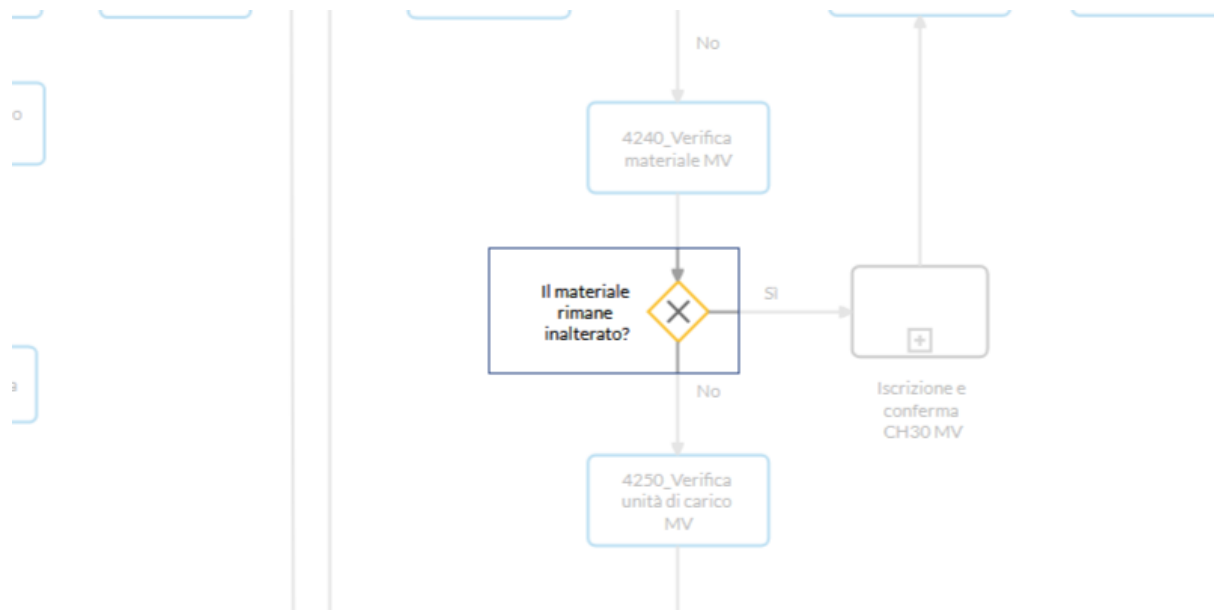 No
o
4240_Verifica
materiale MV
Il materiale
rimane
inalterato?
Sì
a
No
Iscrizione e
conferma
CH30 MV
4250_Verifica
unità di carico
MV